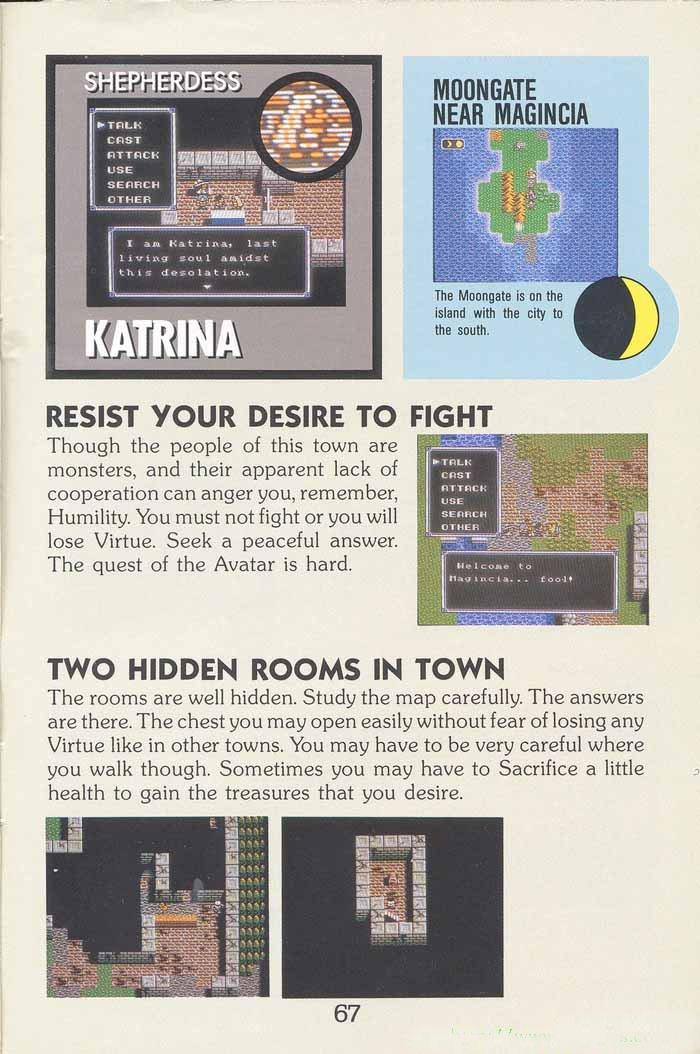 SHEPHERDESS
TALK
CAST
ATTACK
USE
SEARCH
OTHER
I am Katrina, last
living soul amidst
this desolation.
KATRINA
MOONGATE
NEAR MAGINCIA
The Moongate is on the
island with the city to
the south.
RESIST YOUR DESIRE TO FIGHT
Though the people of this town are
monsters, and their apparent lack of
cooperation can anger you, remember,
Humility. You must not fight or you will
lose Virtue. Seek a peaceful answer.
The quest of the Avatar is hard.
TALK
CAST
ATTACK
USE
SEARCH
OTHER
Welcome to
Magincia... fool!
TWO HIDDEN ROOMS IN TOWN
The rooms are well hidden. Study the map carefully. The answers
are there. The chest you may open easily without fear of losing any
Virtue like in other towns. You may have to be very careful where
you walk though. Sometimes you may have to Sacrifice a little
health to gain the treasures that you desire.
67